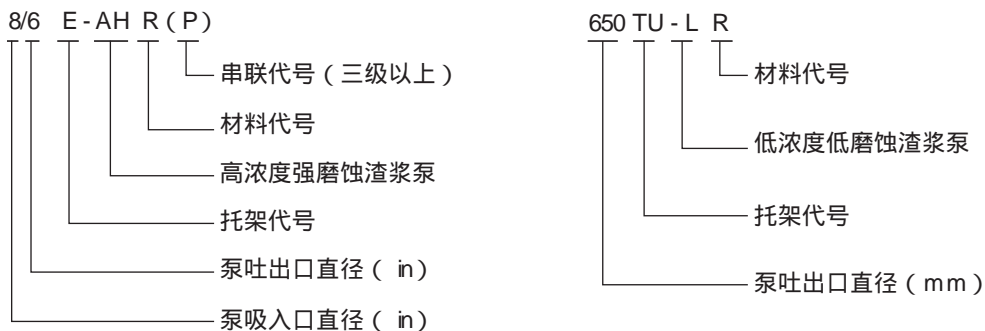 8/6 E-AH R(P)
串联代号(三级以上)
材料代号
高浓度强磨蚀渣浆泵
托架代号
泵吐出口直径(in)
泵吸入口直径(in)
650 TU-L R
材料代号
低浓度低磨蚀渣浆泵
托架代号
泵吐出口直径(mm)